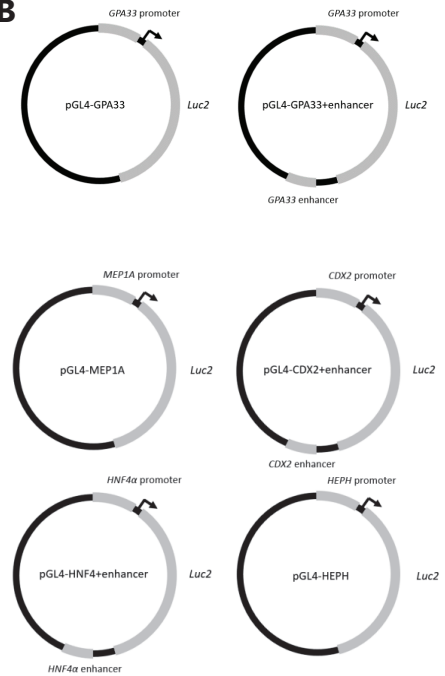 B
GPA33 promoter
pGL4-GPA33
Luc2
GPA33 promoter
pGL4-GPA33+enhancer
Luc2
GPA33 enhancer
MEP1A promoter
pGL4-MEP1A
Luc2
CDX2 promoter
pGL4-CDX2+enhancer
Luc2
CDX2 enhancer
HNF4α promoter
pGL4-HNF4+enhancer
Luc2
HNF4α enhancer
HEPH promoter
pGL4-HEPH
Luc2